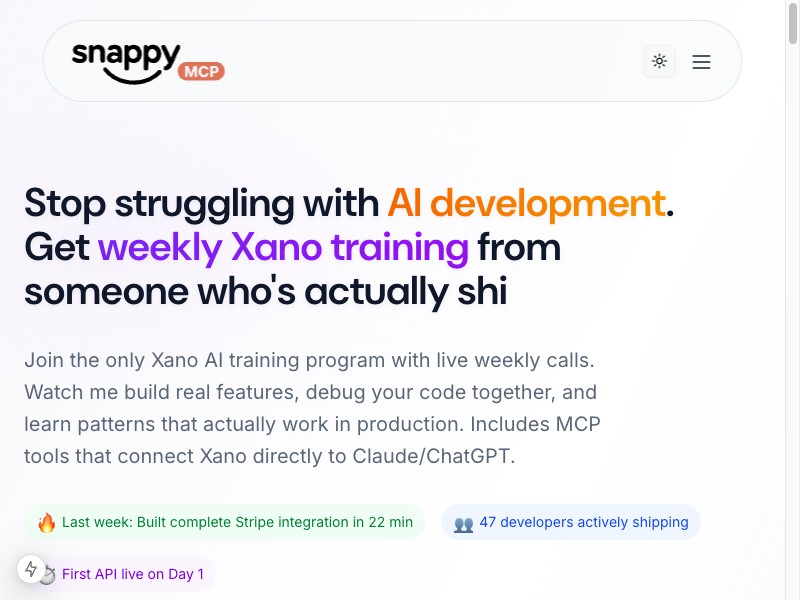 snappy
MCP
Stop struggling with AI development.
Get weekly Xano training from
someone who's actually shi
Join the only Xano AI training program with live weekly calls.
Watch me build real features, debug your code together, and
learn patterns that actually work in production. Includes MCP
tools that connect Xano directly to Claude/ChatGPT.
Last week: Built complete Stripe integration in 22 min
47 developers actively shipping
First API live on Day 1